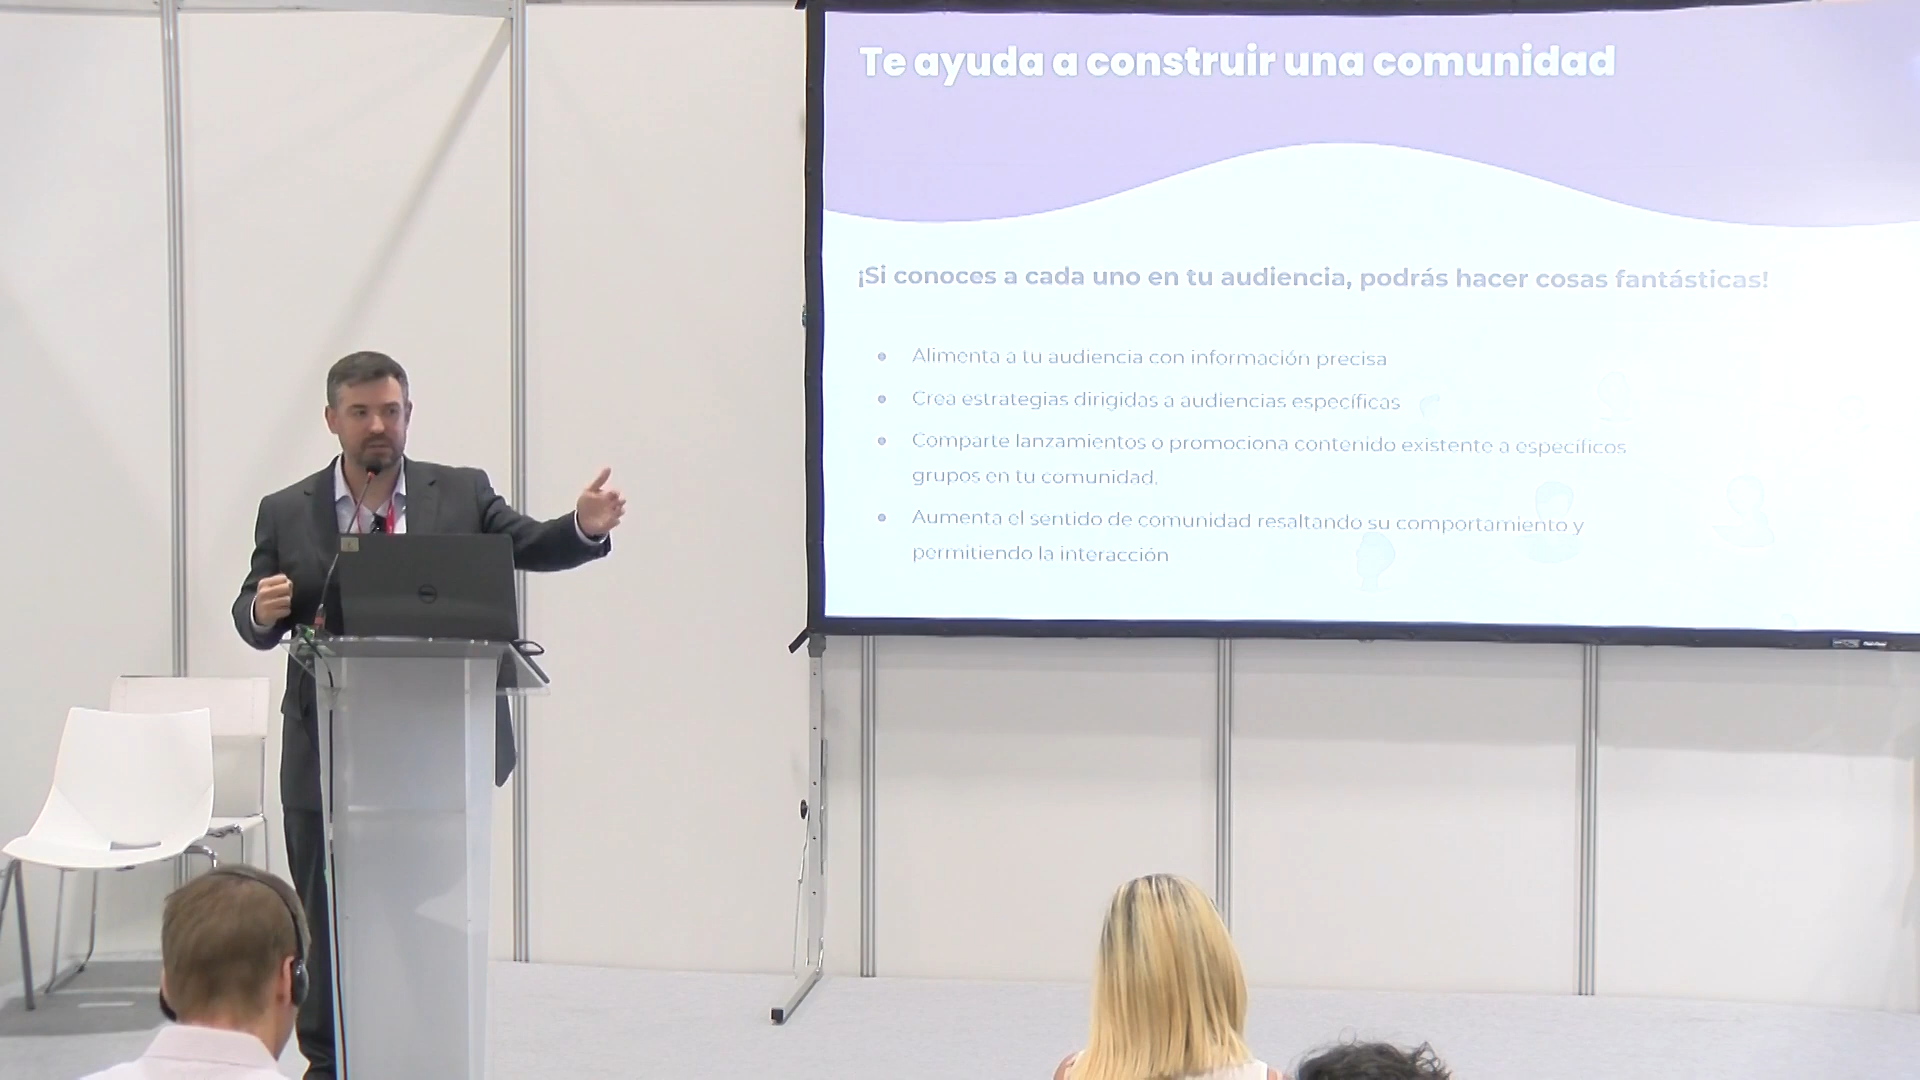 Te ayuda a construir una comunidad
¡Si conoces a cada uno en tu audiencia, podrás hacer cosas fantásticas!
Alimenta a tu audiencia con información precisa
Crea estrategias dirigidas a audiencias específicas
Comparte lanzamientos o promociona contenido existente a específicos
grupos en tu comunidad.
Aumenta el sentido de comunidad resaltando su comportamiento y
permitiendo la interacción
DELL